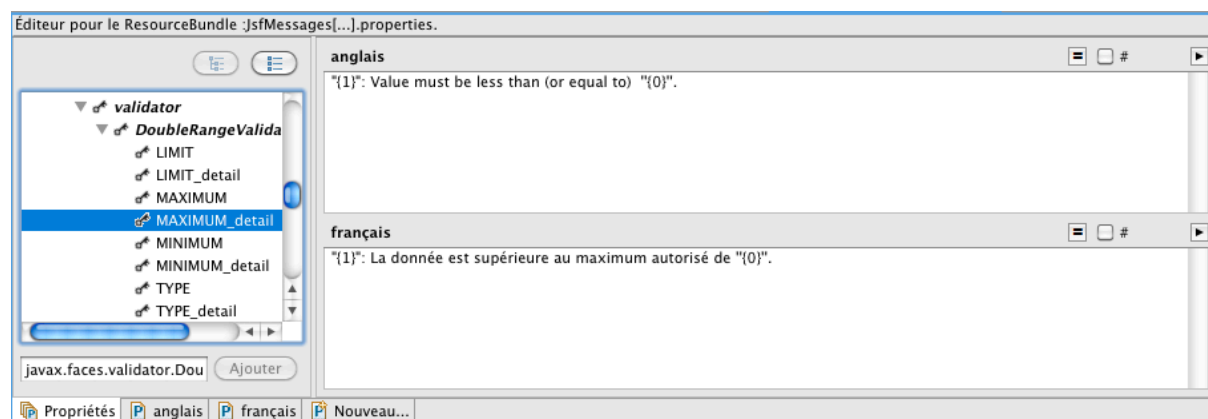 Éditeur pour le ResourceBundle :JsfMessages[...].properties.
anglais
= #
"{1}": Value must be less than (or equal to)  "{0}".
validator
DoubleRangeValida
LIMIT
LIMIT_detail
MAXIMUM
MAXIMUM_detail
MINIMUM
MINIMUM_detail
TYPE
TYPE_detail
français
= #
"{1}": La donnée est supérieure au maximum autorisé de "{0}".
javax.faces.validator.Dou Ajouter
Propriétés P anglais P français P Nouveau...